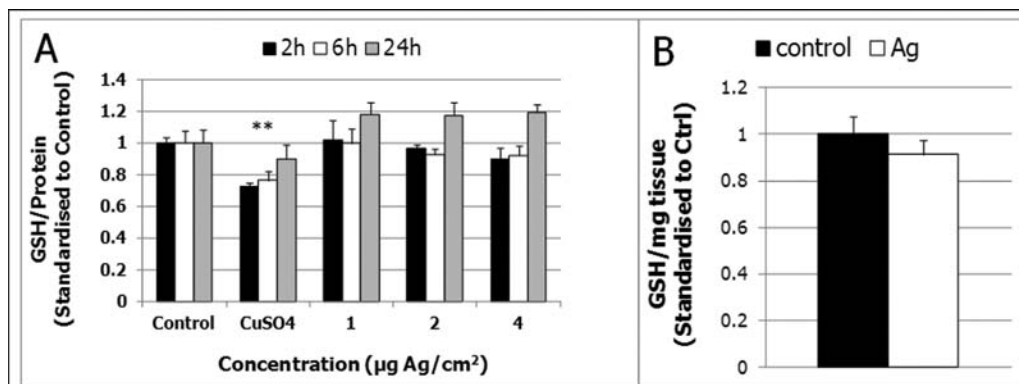 A
2h 6h 24h
GSH/Protein
(Standardised to Control)
1.4
1.2
1
0.8
0.6
0.4
0.2
0
**
Control CuSO4 1 2 4
Concentration (µg Ag/cm²)
B
control Ag
GSH/mg tissue
(Standardised to Ctrl)
1.2
1
0.8
0.6
0.4
0.2
0